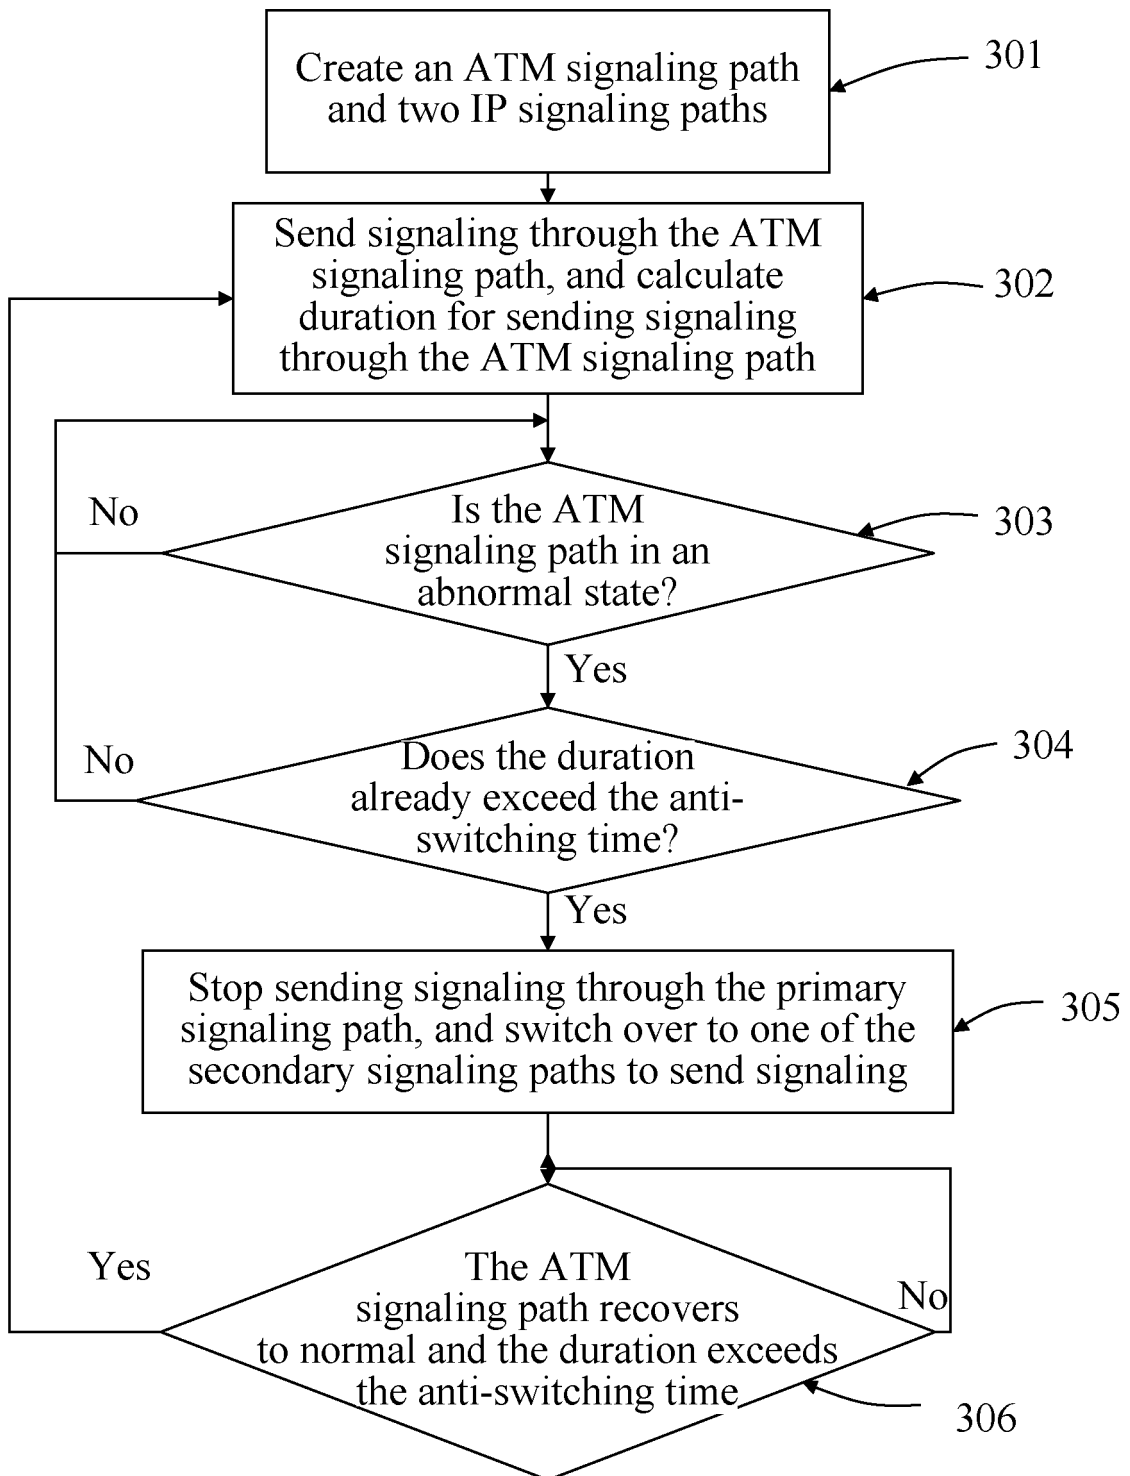 Create an ATM signaling path
and two IP signaling paths
301
Send signaling through the ATM
signaling path, and calculate
duration for sending signaling
through the ATM signaling path
302
No
Is the ATM
signaling path in an
abnormal state?
303
Yes
No
Does the duration
already exceed the anti-
switching time?
304
Yes
Stop sending signaling through the primary
signaling path, and switch over to one of the
secondary signaling paths to send signaling
305
Yes
The ATM
signaling path recovers
to normal and the duration exceeds
the anti-switching time
No
306